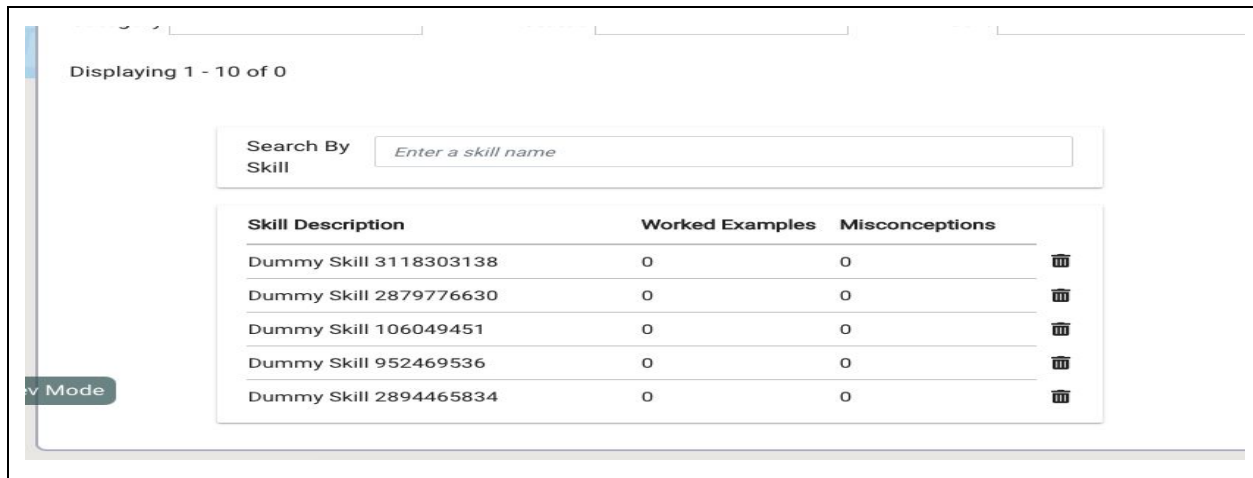 Displaying 1 - 10 of 0
Search By
Skill
Enter a skill name
Skill Description Worked Examples Misconceptions
Dummy Skill 3118303138 0 0
Dummy Skill 2879776630 0 0
Dummy Skill 106049451 0 0
Dummy Skill 952469536 0 0
Dummy Skill 2894465834 0 0
Mode